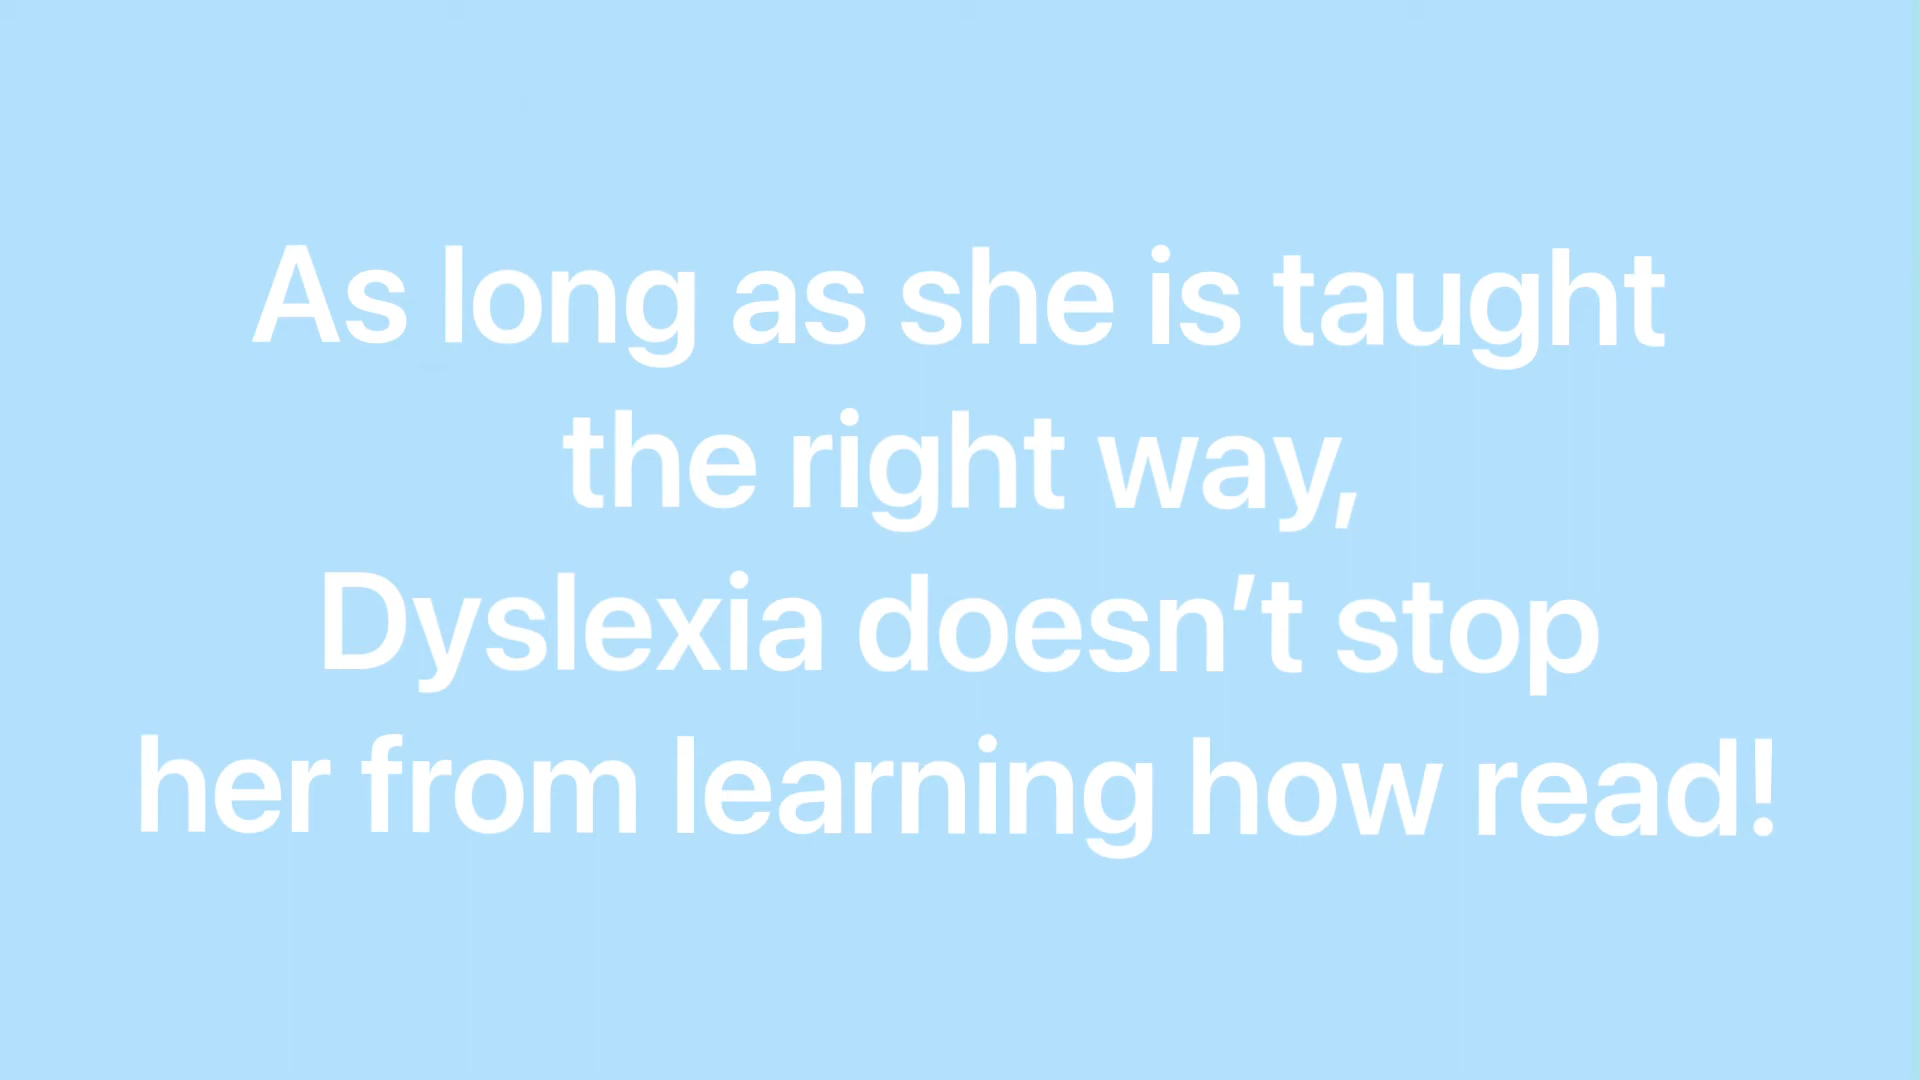 As long as she is taught
the right way,
Dyslexia doesn’t stop
her from learning how read!